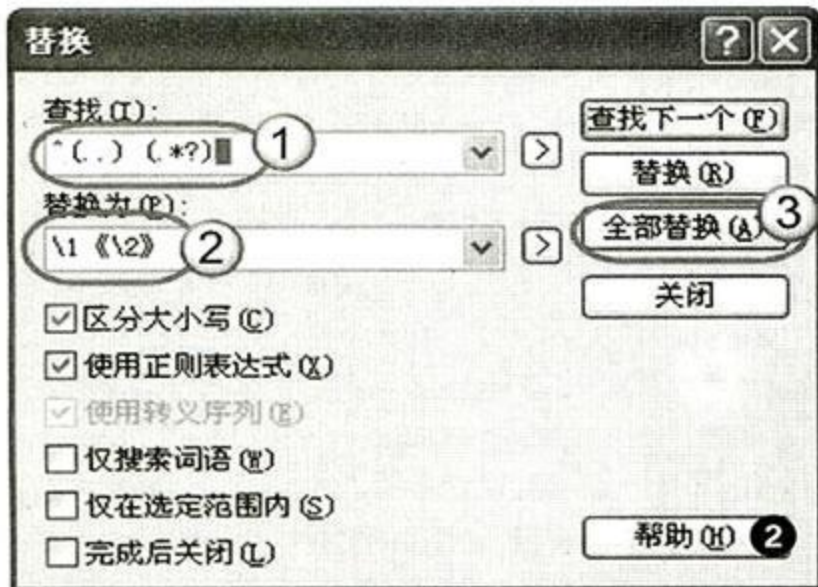 替换
查找(I):
^(..) (.*?)
①
替换为(P):
\1 《\2》
②
区分大小写(C)
使用正则表达式(X)
使用转义序列(E)
仅搜索词语(W)
仅在选定范围内(S)
完成后关闭(L)
查找下一个(F)
替换(R)
全部替换(A)
③
关闭
帮助(H)
❷